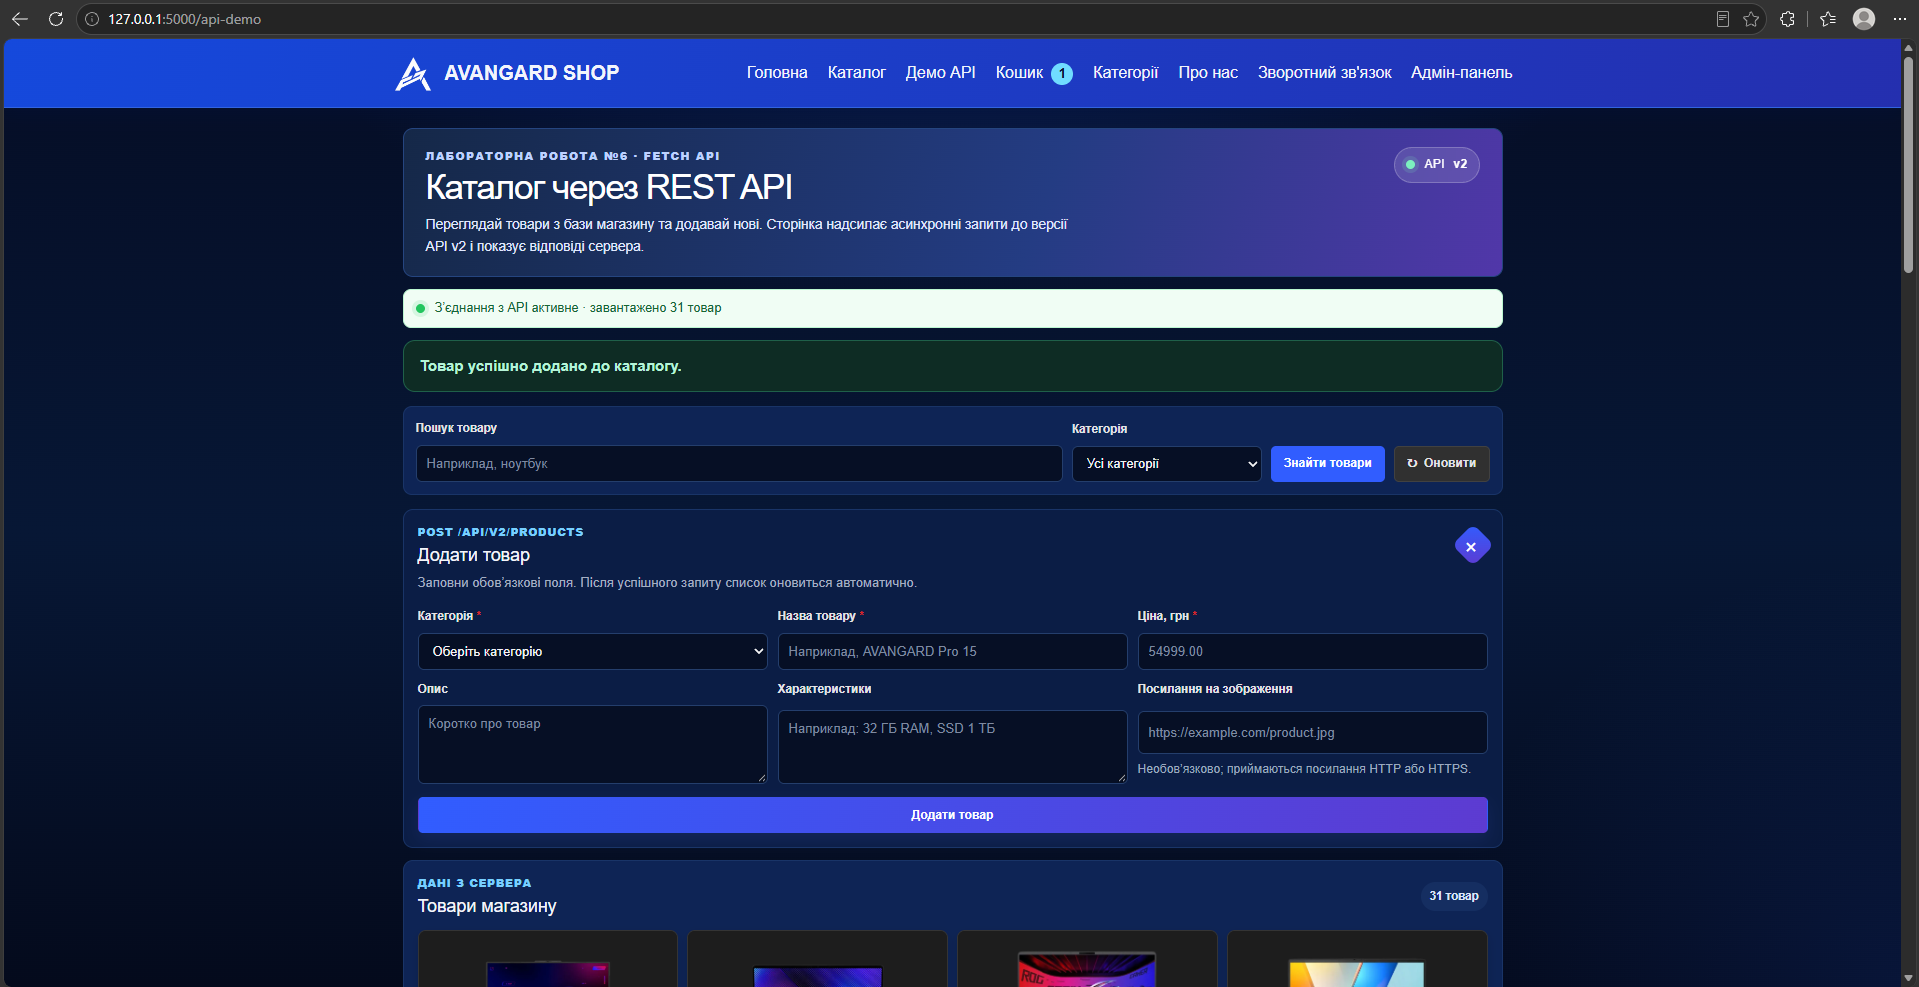 127.0.0.1:5000/api-demo
AVANGARD SHOP
Головна Каталог Демо API Кошик 1 Категорії Про нас Зворотний зв'язок Адмін-панель
ЛАБОРАТОРНА РОБОТА №6 · FETCH API
API v2
Каталог через REST API
Переглядай товари з бази магазину та додавай нові. Сторінка надсилає асинхронні запити до версії
API v2 і показує відповіді сервера.
З’єднання з API активне · завантажено 31 товар
Товар успішно додано до каталогу.
Пошук товару
Категорія
Наприклад, ноутбук
Усі категорії
Знайти товари
↻ Оновити
POST /API/V2/PRODUCTS
Додати товар
×
Заповни обов’язкові поля. Після успішного запиту список оновиться автоматично.
Категорія * Назва товару * Ціна, грн *
Оберіть категорію Наприклад, AVANGARD Pro 15 54999.00
Опис Характеристики Посилання на зображення
Коротко про товар Наприклад: 32 ГБ RAM, SSD 1 ТБ https://example.com/product.jpg
Необов’язково; приймаються посилання HTTP або HTTPS.
Додати товар
ДАНІ З СЕРВЕРА
Товари магазину
31 товар
ROG